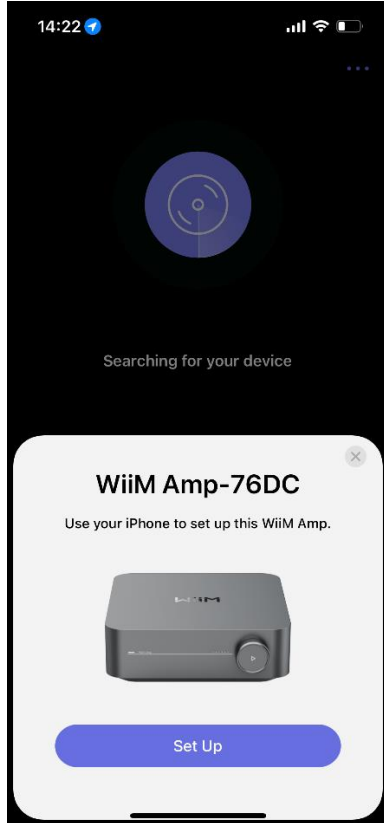 14:22
Searching for your device
WiiM Amp-76DC
Use your iPhone to set up this WiiM Amp.
WiiM
Set Up